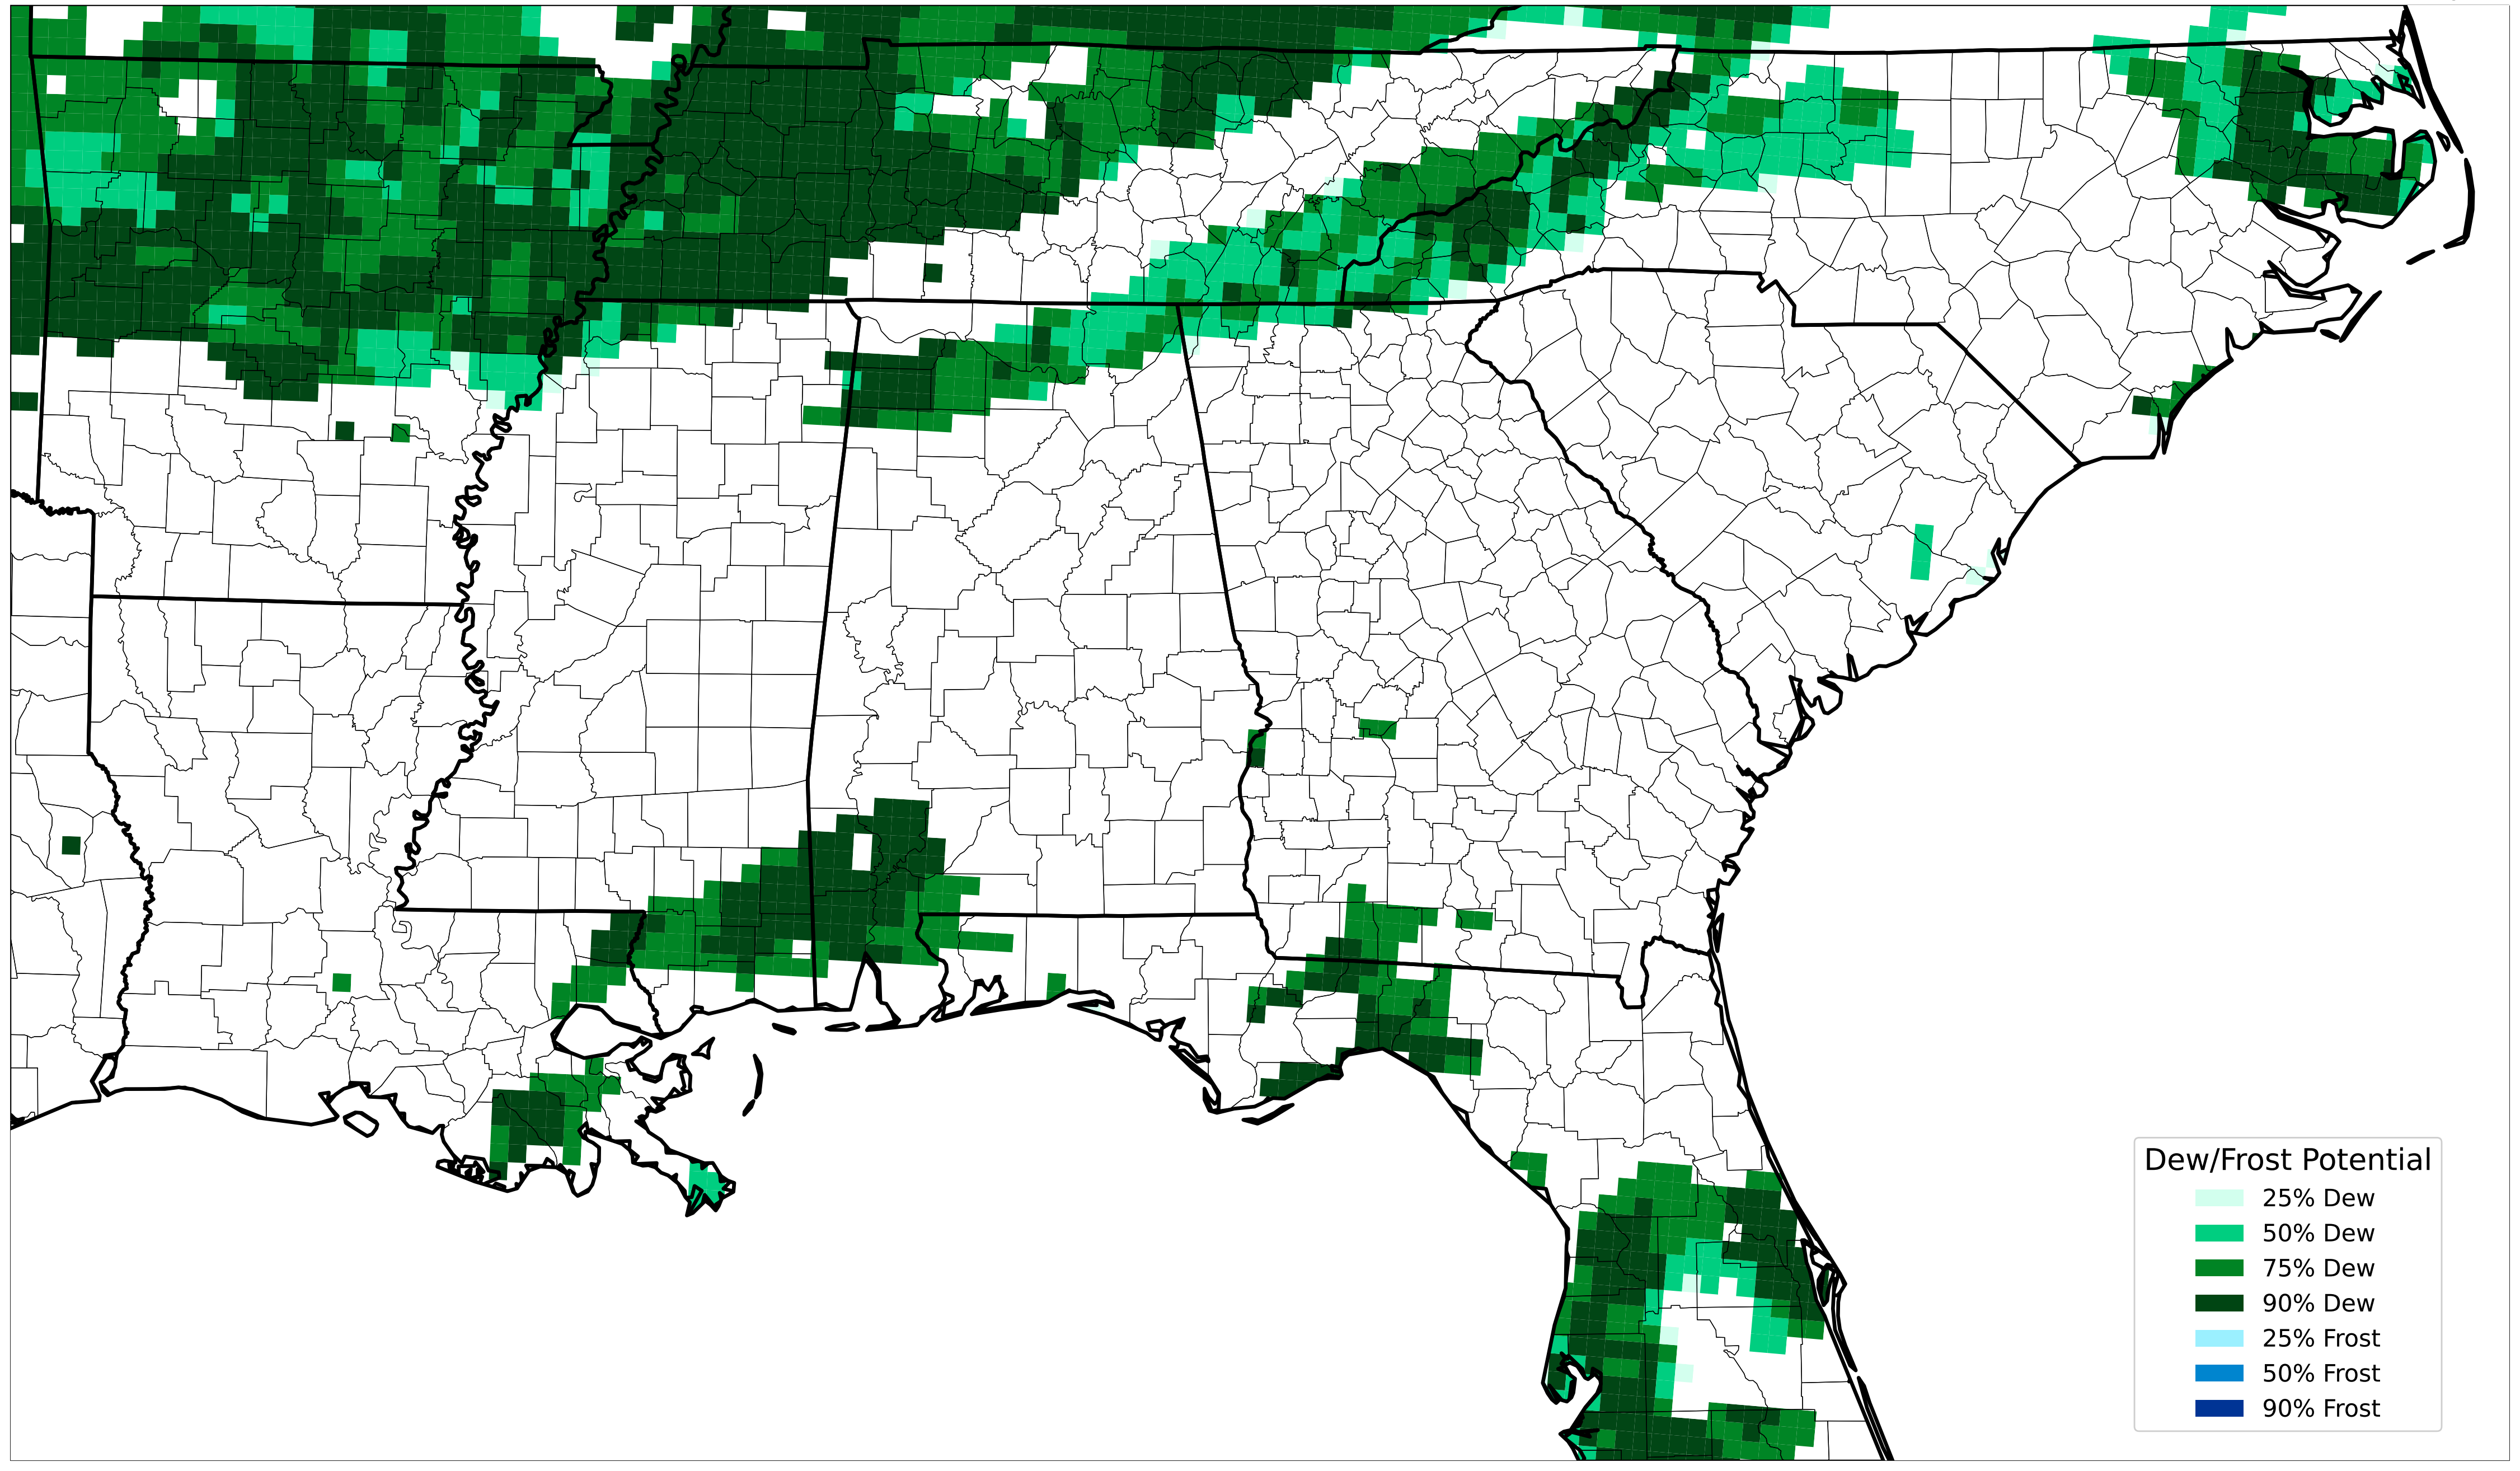 Dew/Frost Potential
25% Dew
50% Dew
75% Dew
90% Dew
25% Frost
50% Frost
90% Frost